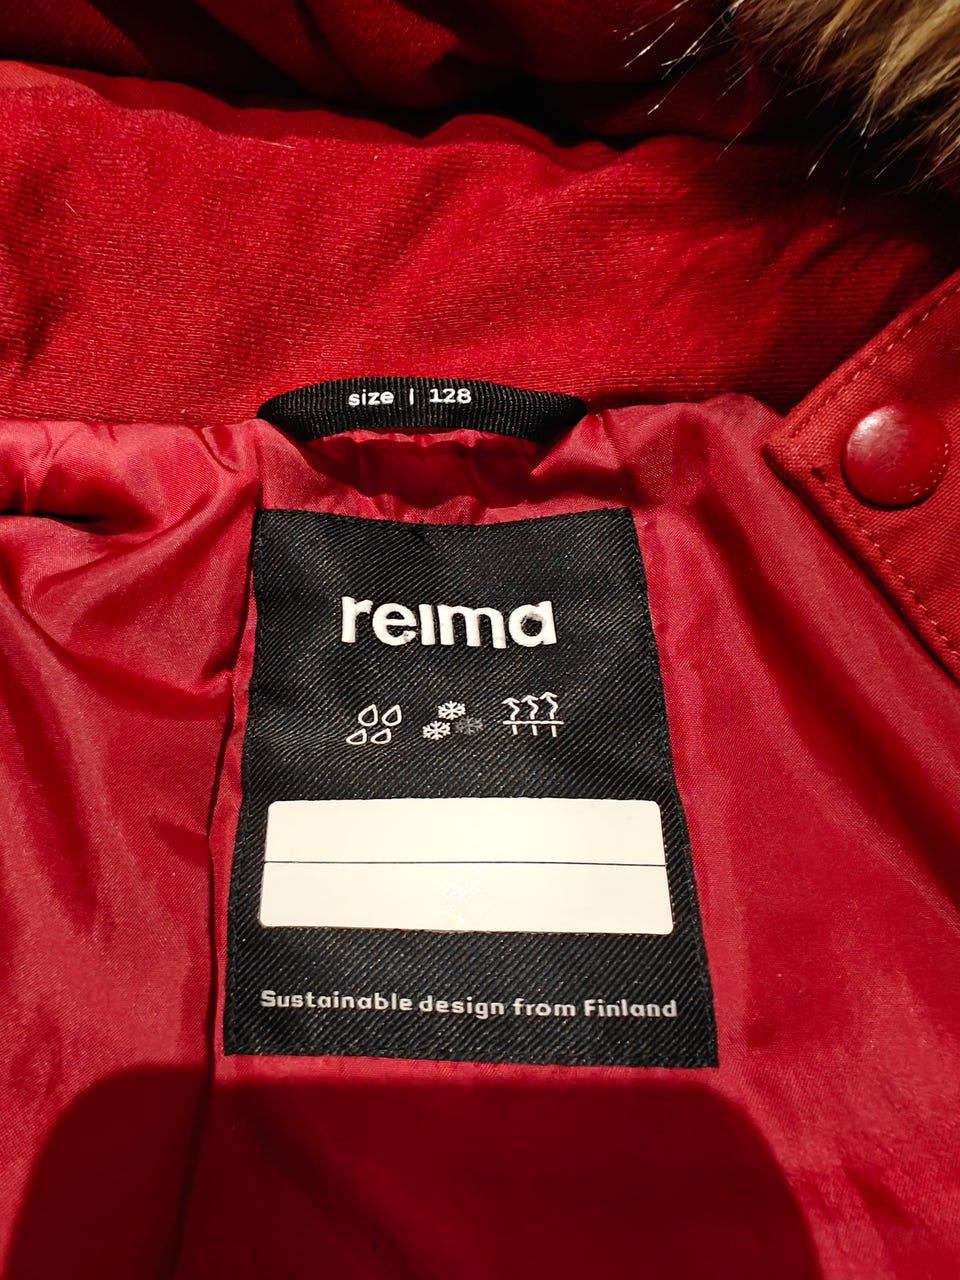 size | 128
reima
Sustainable design from Finland